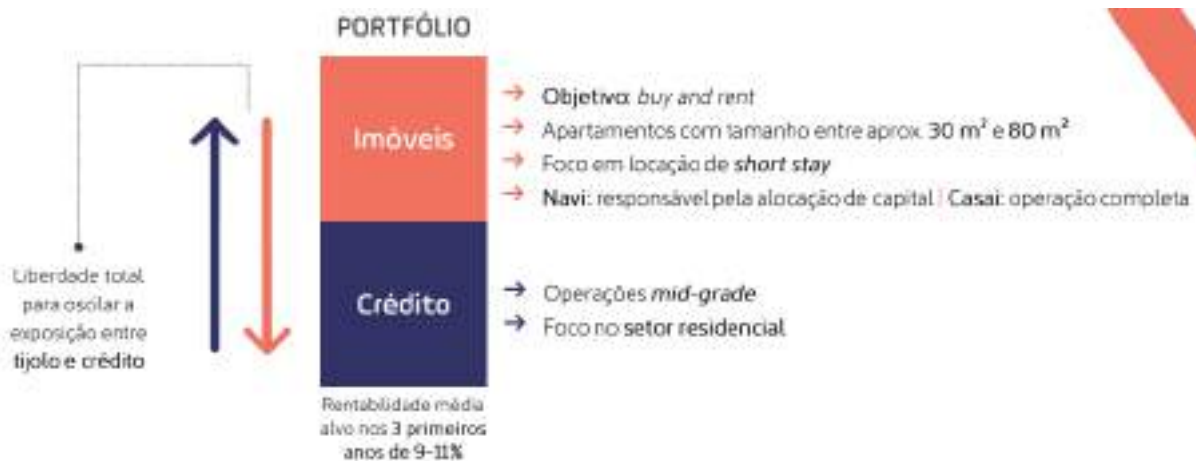 PORTFÓLIO
Imóveis
→ Objetivo: buy and rent
→ Apartamentos com tamanho entre aprox. 30 m² e 80 m²
→ Foco em locação de short stay
→ Navi: responsável pela alocação de capital | Casai: operação completa
Liberdade total
para oscilar a
exposição entre
tijolo e crédito
Crédito
→ Operações mid-grade
→ Foco no setor residencial
Rentabilidade média
alvo nos 3 primeiros
anos de 9-11%